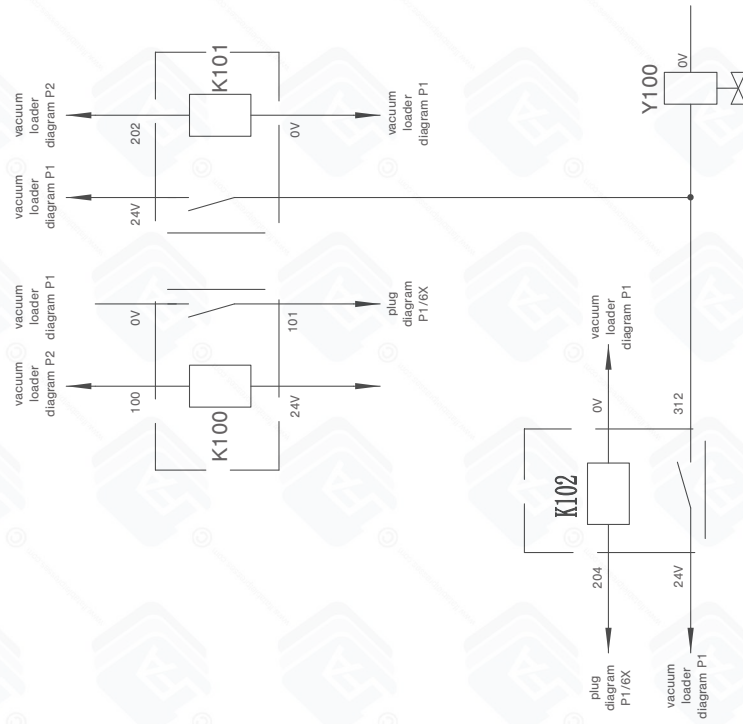 vacuum
loader
diagram P2
202
K101
0V
vacuum
loader
diagram P1
vacuum
loader
diagram P1
24V
vacuum
loader
diagram P1
0V
101
plug
diagram
P1/6X
vacuum
loader
diagram P2
100
K100
24V
Y100
0V
vacuum
loader
diagram P1
0V
K102
204
plug
diagram
P1/6X
312
24V
vacuum
loader
diagram P1